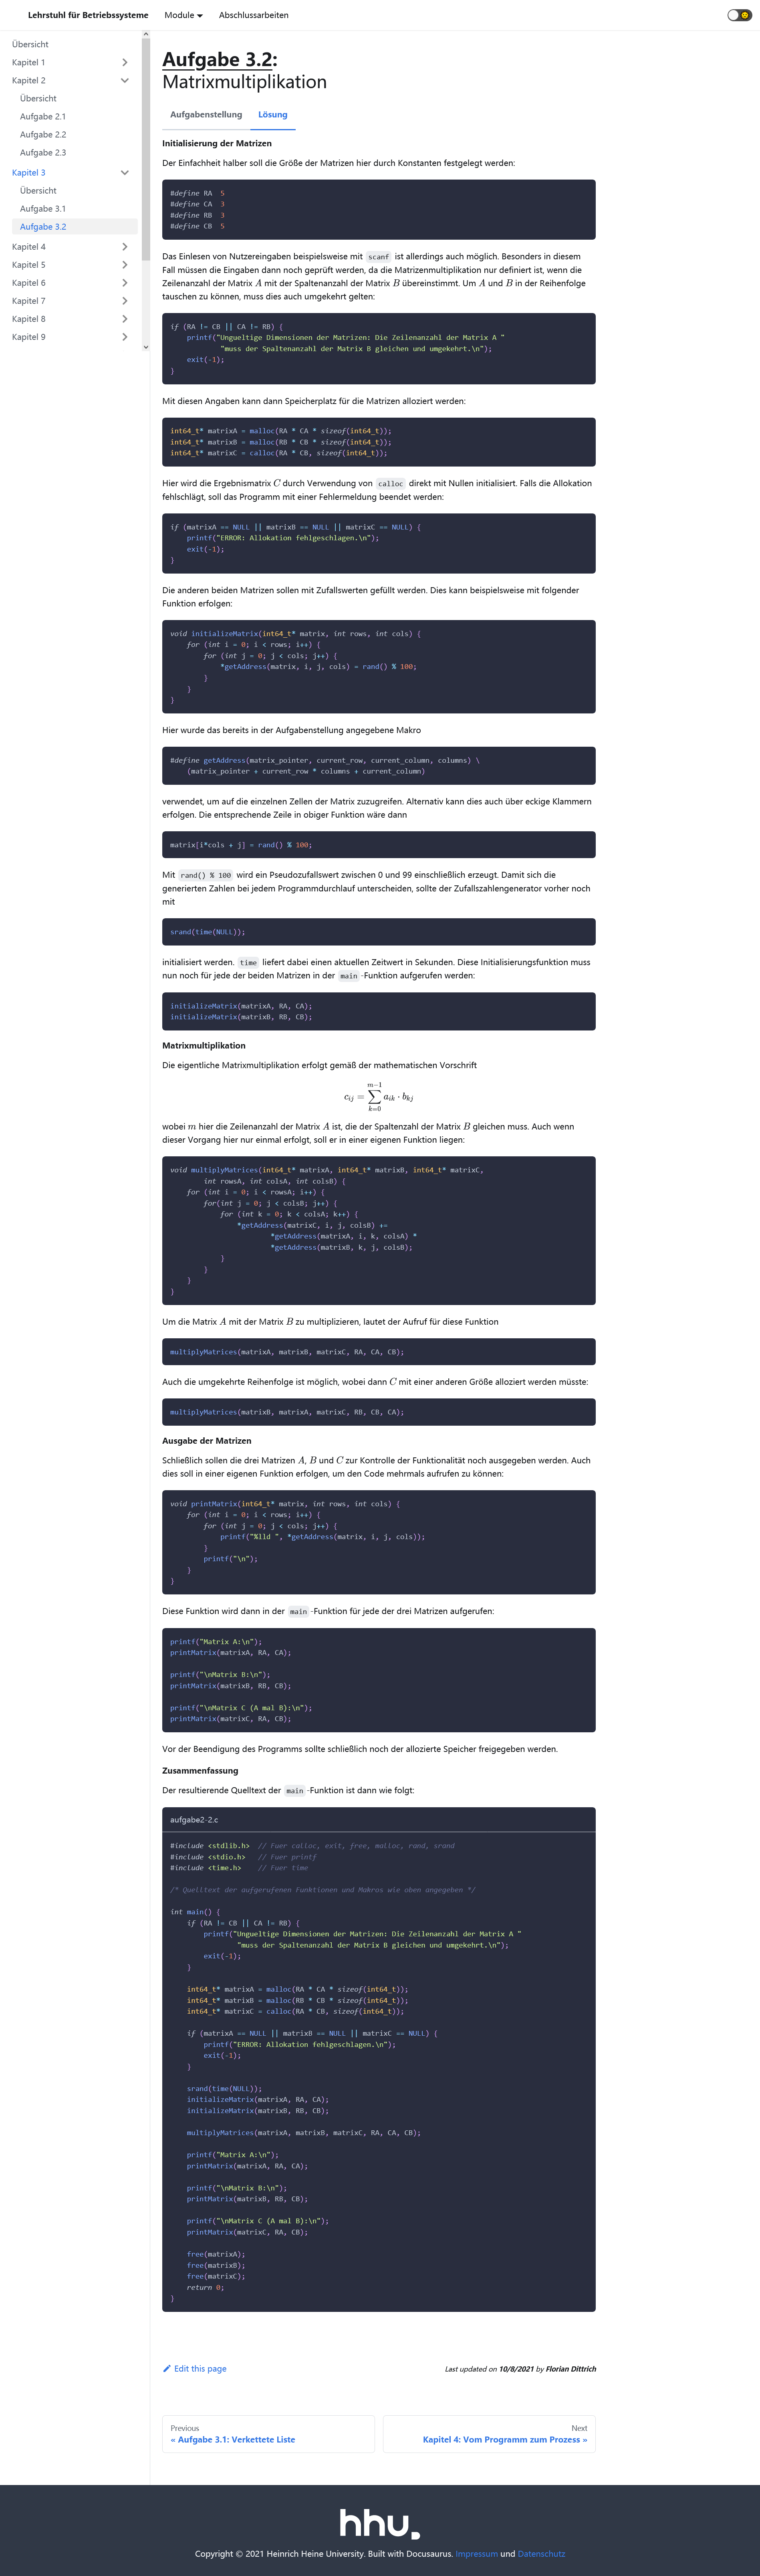 Lehrstuhl für Betriebssysteme Module Abschlussarbeiten
Übersicht
Kapitel 1
Kapitel 2
Übersicht
Aufgabe 2.1
Aufgabe 2.2
Aufgabe 2.3
Kapitel 3
Übersicht
Aufgabe 3.1
Aufgabe 3.2
Kapitel 4
Kapitel 5
Kapitel 6
Kapitel 7
Kapitel 8
Kapitel 9
Aufgabe 3.2:
Matrixmultiplikation
Aufgabenstellung Lösung
Initialisierung der Matrizen
Der Einfachheit halber soll die Größe der Matrizen hier durch Konstanten festgelegt werden:
#define RA  5
#define CA  3
#define RB  3
#define CB  5
Das Einlesen von Nutzereingaben beispielsweise mit scanf ist allerdings auch möglich. Besonders in diesem
Fall müssen die Eingaben dann noch geprüft werden, da die Matrizenmultiplikation nur definiert ist, wenn die
Zeilenanzahl der Matrix A mit der Spaltenanzahl der Matrix B übereinstimmt. Um A und B in der Reihenfolge
tauschen zu können, muss dies auch umgekehrt gelten:
if (RA != CB || CA != RB) {
    printf("Ungueltige Dimensionen der Matrizen: Die Zeilenanzahl der Matrix A "
            "muss der Spaltenanzahl der Matrix B gleichen und umgekehrt.\n");
    exit(-1);
}
Mit diesen Angaben kann dann Speicherplatz für die Matrizen alloziert werden:
int64_t* matrixA = malloc(RA * CA * sizeof(int64_t));
int64_t* matrixB = malloc(RB * CB * sizeof(int64_t));
int64_t* matrixC = calloc(RA * CB, sizeof(int64_t));
Hier wird die Ergebnismatrix C durch Verwendung von calloc direkt mit Nullen initialisiert. Falls die Allokation
fehlschlägt, soll das Programm mit einer Fehlermeldung beendet werden:
if (matrixA == NULL || matrixB == NULL || matrixC == NULL) {
    printf("ERROR: Allokation fehlgeschlagen.\n");
    exit(-1);
}
Die anderen beiden Matrizen sollen mit Zufallswerten gefüllt werden. Dies kann beispielsweise mit folgender
Funktion erfolgen:
void initializeMatrix(int64_t* matrix, int rows, int cols) {
    for (int i = 0; i < rows; i++) {
        for (int j = 0; j < cols; j++) {
            *getAddress(matrix, i, j, cols) = rand() % 100;
        }
    }
}
Hier wurde das bereits in der Aufgabenstellung angegebene Makro
#define getAddress(matrix_pointer, current_row, current_column, columns) \
    (matrix_pointer + current_row * columns + current_column)
verwendet, um auf die einzelnen Zellen der Matrix zuzugreifen. Alternativ kann dies auch über eckige Klammern
erfolgen. Die entsprechende Zeile in obiger Funktion wäre dann
matrix[i*cols + j] = rand() % 100;
Mit rand() % 100 wird ein Pseudozufallswert zwischen 0 und 99 einschließlich erzeugt. Damit sich die
generierten Zahlen bei jedem Programmdurchlauf unterscheiden, sollte der Zufallszahlengenerator vorher noch
mit
srand(time(NULL));
initialisiert werden. time liefert dabei einen aktuellen Zeitwert in Sekunden. Diese Initialisierungsfunktion muss
nun noch für jede der beiden Matrizen in der main -Funktion aufgerufen werden:
initializeMatrix(matrixA, RA, CA);
initializeMatrix(matrixB, RB, CB);
Matrixmultiplikation
Die eigentliche Matrixmultiplikation erfolgt gemäß der mathematischen Vorschrift
c_{ij} = \sum_{k=0}^{m-1} a_{ik} · b_{kj}
wobei m hier die Zeilenanzahl der Matrix A ist, die der Spaltenzahl der Matrix B gleichen muss. Auch wenn
dieser Vorgang hier nur einmal erfolgt, soll er in einer eigenen Funktion liegen:
void multiplyMatrices(int64_t* matrixA, int64_t* matrixB, int64_t* matrixC,
        int rowsA, int colsA, int colsB) {
    for (int i = 0; i < rowsA; i++) {
        for(int j = 0; j < colsB; j++) {
            for (int k = 0; k < colsA; k++) {
                *getAddress(matrixC, i, j, colsB) +=
                        *getAddress(matrixA, i, k, colsA) *
                        *getAddress(matrixB, k, j, colsB);
            }
        }
    }
}
Um die Matrix A mit der Matrix B zu multiplizieren, lautet der Aufruf für diese Funktion
multiplyMatrices(matrixA, matrixB, matrixC, RA, CA, CB);
Auch die umgekehrte Reihenfolge ist möglich, wobei dann C mit einer anderen Größe alloziert werden müsste:
multiplyMatrices(matrixB, matrixA, matrixC, RB, CB, CA);
Ausgabe der Matrizen
Schließlich sollen die drei Matrizen A, B und C zur Kontrolle der Funktionalität noch ausgegeben werden. Auch
dies soll in einer eigenen Funktion erfolgen, um den Code mehrmals aufrufen zu können:
void printMatrix(int64_t* matrix, int rows, int cols) {
    for (int i = 0; i < rows; i++) {
        for (int j = 0; j < cols; j++) {
            printf("%lld ", *getAddress(matrix, i, j, cols));
        }
        printf("\n");
    }
}
Diese Funktion wird dann in der main -Funktion für jede der drei Matrizen aufgerufen:
printf("Matrix A:\n");
printMatrix(matrixA, RA, CA);
printf("\nMatrix B:\n");
printMatrix(matrixB, RB, CB);
printf("\nMatrix C (A mal B):\n");
printMatrix(matrixC, RA, CB);
Vor der Beendigung des Programms sollte schließlich noch der allozierte Speicher freigegeben werden.
Zusammenfassung
Der resultierende Quelltext der main -Funktion ist dann wie folgt:
aufgabe2-2.c
#include <stdlib.h>  // Fuer calloc, exit, free, malloc, rand, srand
#include <stdio.h>   // Fuer printf
#include <time.h>    // Fuer time
/* Quelltext der aufgerufenen Funktionen und Makros wie oben angegeben */
int main() {
    if (RA != CB || CA != RB) {
        printf("Ungueltige Dimensionen der Matrizen: Die Zeilenanzahl der Matrix A "
                "muss der Spaltenanzahl der Matrix B gleichen und umgekehrt.\n");
        exit(-1);
    }
    int64_t* matrixA = malloc(RA * CA * sizeof(int64_t));
    int64_t* matrixB = malloc(RB * CB * sizeof(int64_t));
    int64_t* matrixC = calloc(RA * CB, sizeof(int64_t));
    if (matrixA == NULL || matrixB == NULL || matrixC == NULL) {
        printf("ERROR: Allokation fehlgeschlagen.\n");
        exit(-1);
    }
    srand(time(NULL));
    initializeMatrix(matrixA, RA, CA);
    initializeMatrix(matrixB, RB, CB);
    multiplyMatrices(matrixA, matrixB, matrixC, RA, CA, CB);
    printf("Matrix A:\n");
    printMatrix(matrixA, RA, CA);
    printf("\nMatrix B:\n");
    printMatrix(matrixB, RB, CB);
    printf("\nMatrix C (A mal B):\n");
    printMatrix(matrixC, RA, CB);
    free(matrixA);
    free(matrixB);
    free(matrixC);
    return 0;
}
Edit this page
Last updated on 10/8/2021 by Florian Dittrich
Previous
« Aufgabe 3.1: Verkettete Liste
Next
Kapitel 4: Vom Programm zum Prozess »
hhu.
Copyright © 2021 Heinrich Heine University. Built with Docusaurus. Impressum und Datenschutz